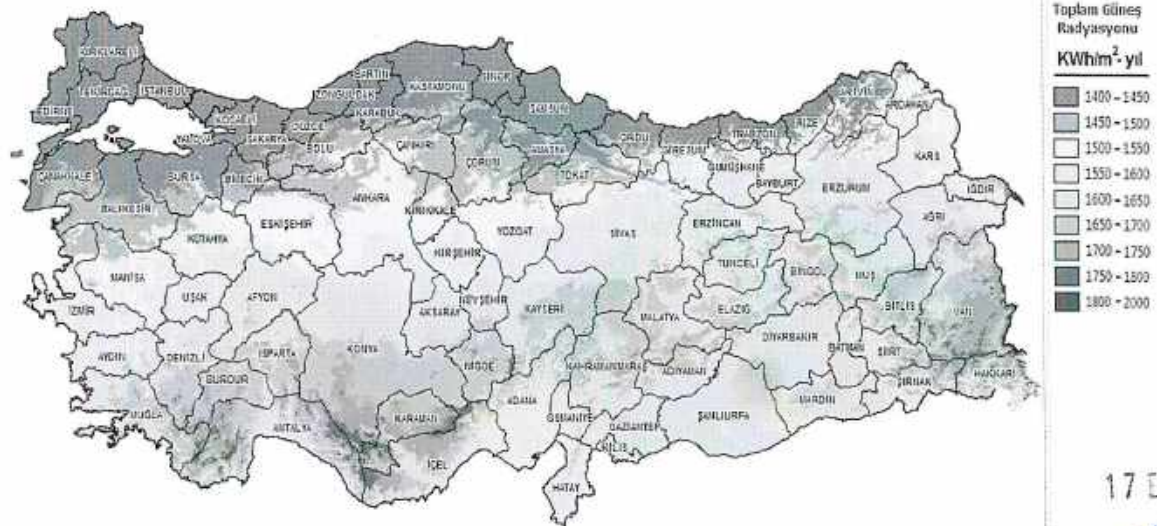 Toplam Güneş
Radyasyonu
KWh/m²-yıl
1400 - 1450
1450 - 1500
1500 - 1550
1550 - 1600
1600 - 1650
1650 - 1700
1700 - 1750
1750 - 1800
1800 - 2000
KIRKLARELİ
EDİRNE
TEKİRDAĞ
İSTANBUL
KOCAELİ
YALOVA
SAKARYA
DÜZCE
ZONGULDAK
BARTIN
KARABÜK
KASTAMONU
SİNOP
SAMSUN
BOLU
ÇANKIRI
ÇORUM
AMASYA
TOKAT
ORDU
GİRESUN
TRABZON
RİZE
ARTVİN
ARDAHAN
KARS
IĞDIR
AĞRI
GÜMÜŞHANE
BAYBURT
ERZURUM
ÇANAKKALE
BALIKESİR
BURSA
BİLECİK
KÜTAHYA
ESKİŞEHİR
ANKARA
KIRIKKALE
YOZGAT
SİVAS
ERZİNCAN
TUNCELİ
BİNGÖL
MUŞ
BİTLİS
VAN
MANİSA
İZMİR
UŞAK
AFYON
KIRŞEHİR
NEVŞEHİR
AKSARAY
KAYSERİ
MALATYA
ELAZIĞ
DİYARBAKIR
BATMAN
SİİRT
ŞIRNAK
HAKKARİ
AYDIN
DENİZLİ
ISPARTA
BURDUR
KONYA
NİĞDE
KAHRAMANMARAŞ
ADIYAMAN
MARDİN
ŞANLIURFA
MUĞLA
ANTALYA
KARAMAN
İÇEL
ADANA
OSMANİYE
GAZİANTEP
KİLİS
HATAY
17